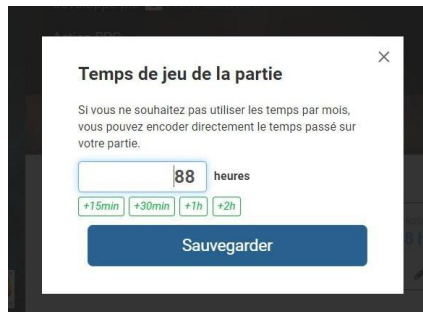 Temps de jeu de la partie
Si vous ne souhaitez pas utiliser les temps par mois,
vous pouvez encoder directement le temps passé sur
votre partie.
88 heures
+15min +30min +1h +2h
Sauvegarder